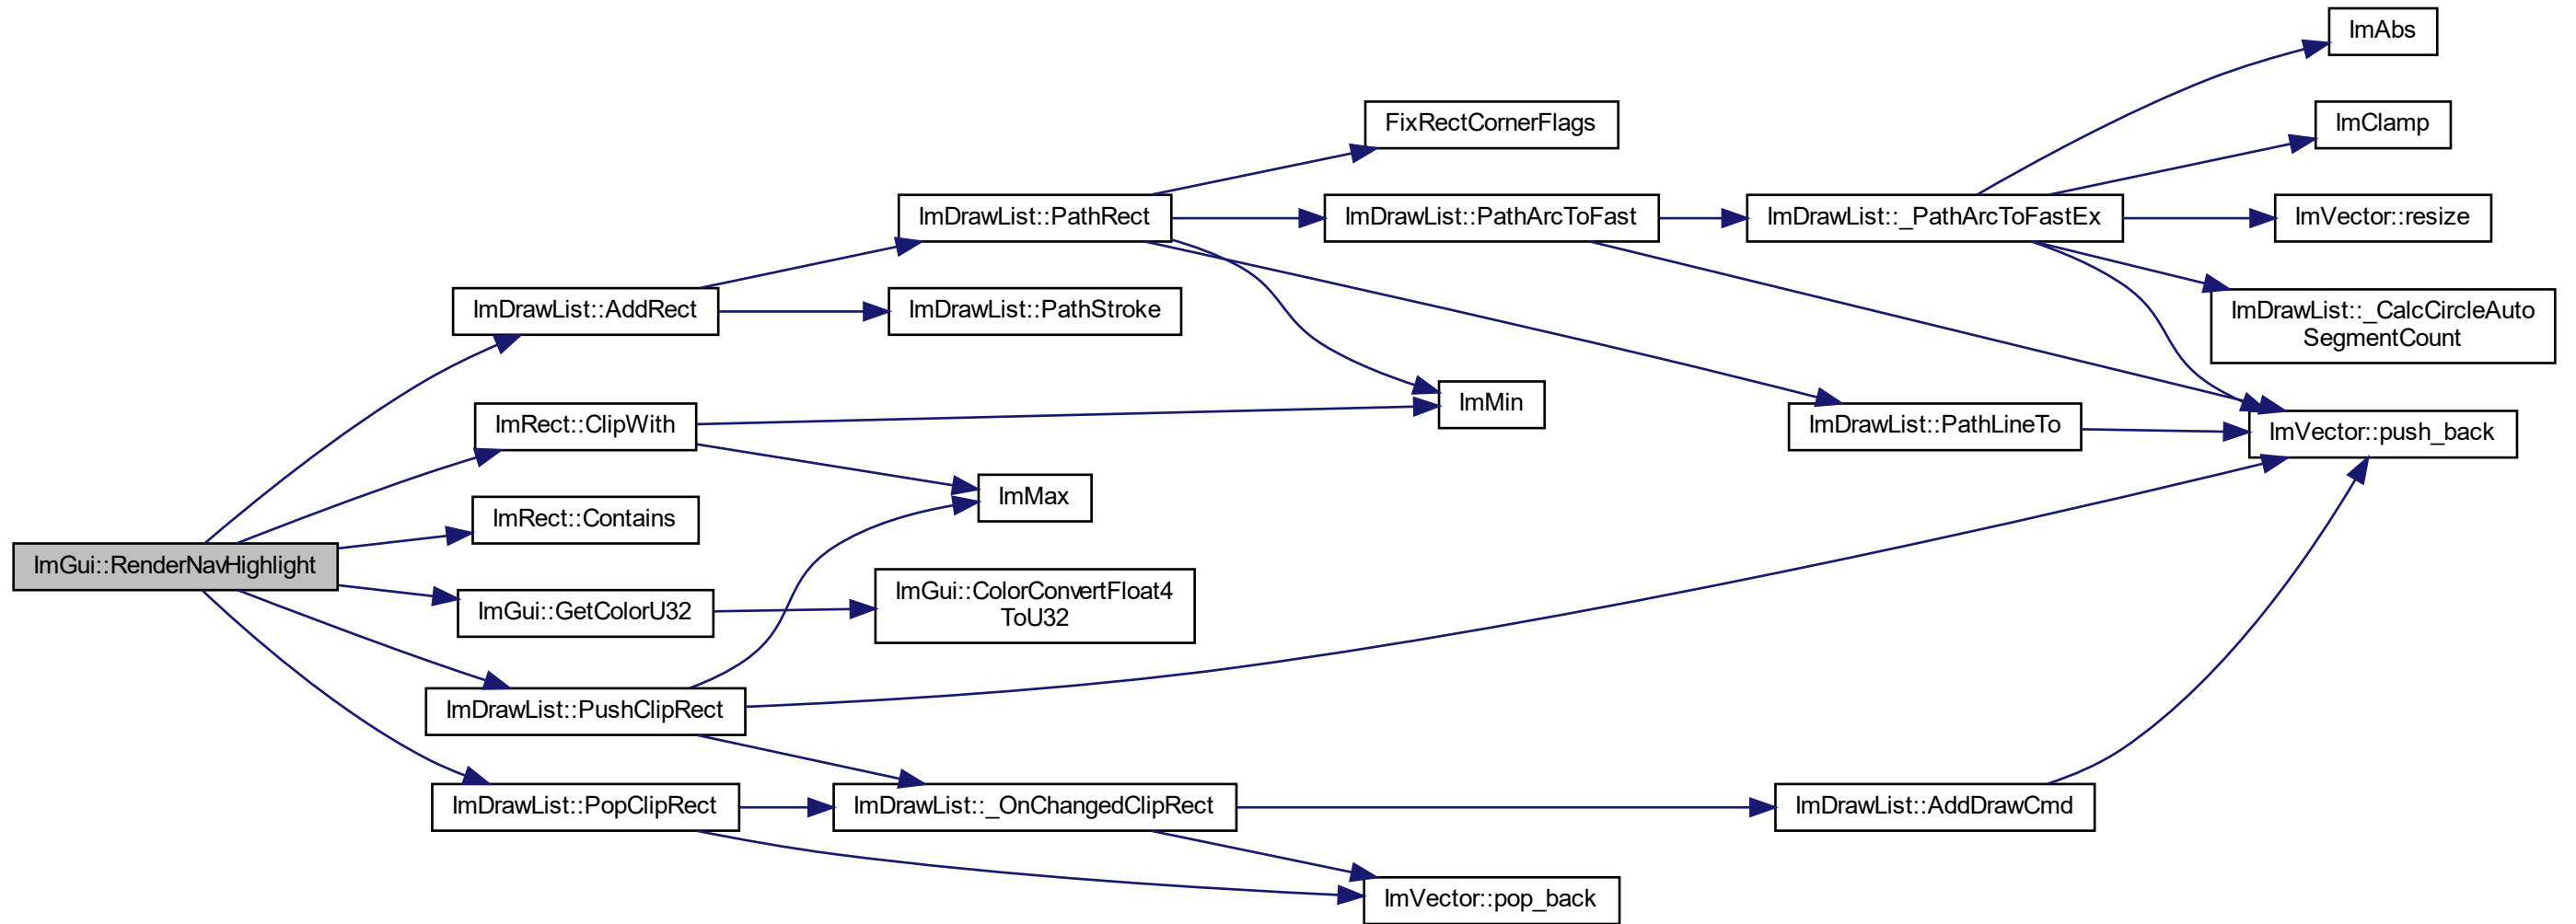 ImAbs
ImClamp
FixRectCornerFlags
ImDrawList::PathRect
ImDrawList::PathArcToFast
ImDrawList::_PathArcToFastEx
ImVector::resize
ImDrawList::AddRect
ImDrawList::PathStroke
ImDrawList::_CalcCircleAuto
SegmentCount
ImRect::ClipWith
ImMin
ImDrawList::PathLineTo
ImVector::push_back
ImMax
ImRect::Contains
ImGui::RenderNavHighlight
ImGui::GetColorU32
ImGui::ColorConvertFloat4
ToU32
ImDrawList::PushClipRect
ImDrawList::PopClipRect
ImDrawList::_OnChangedClipRect
ImDrawList::AddDrawCmd
ImVector::pop_back